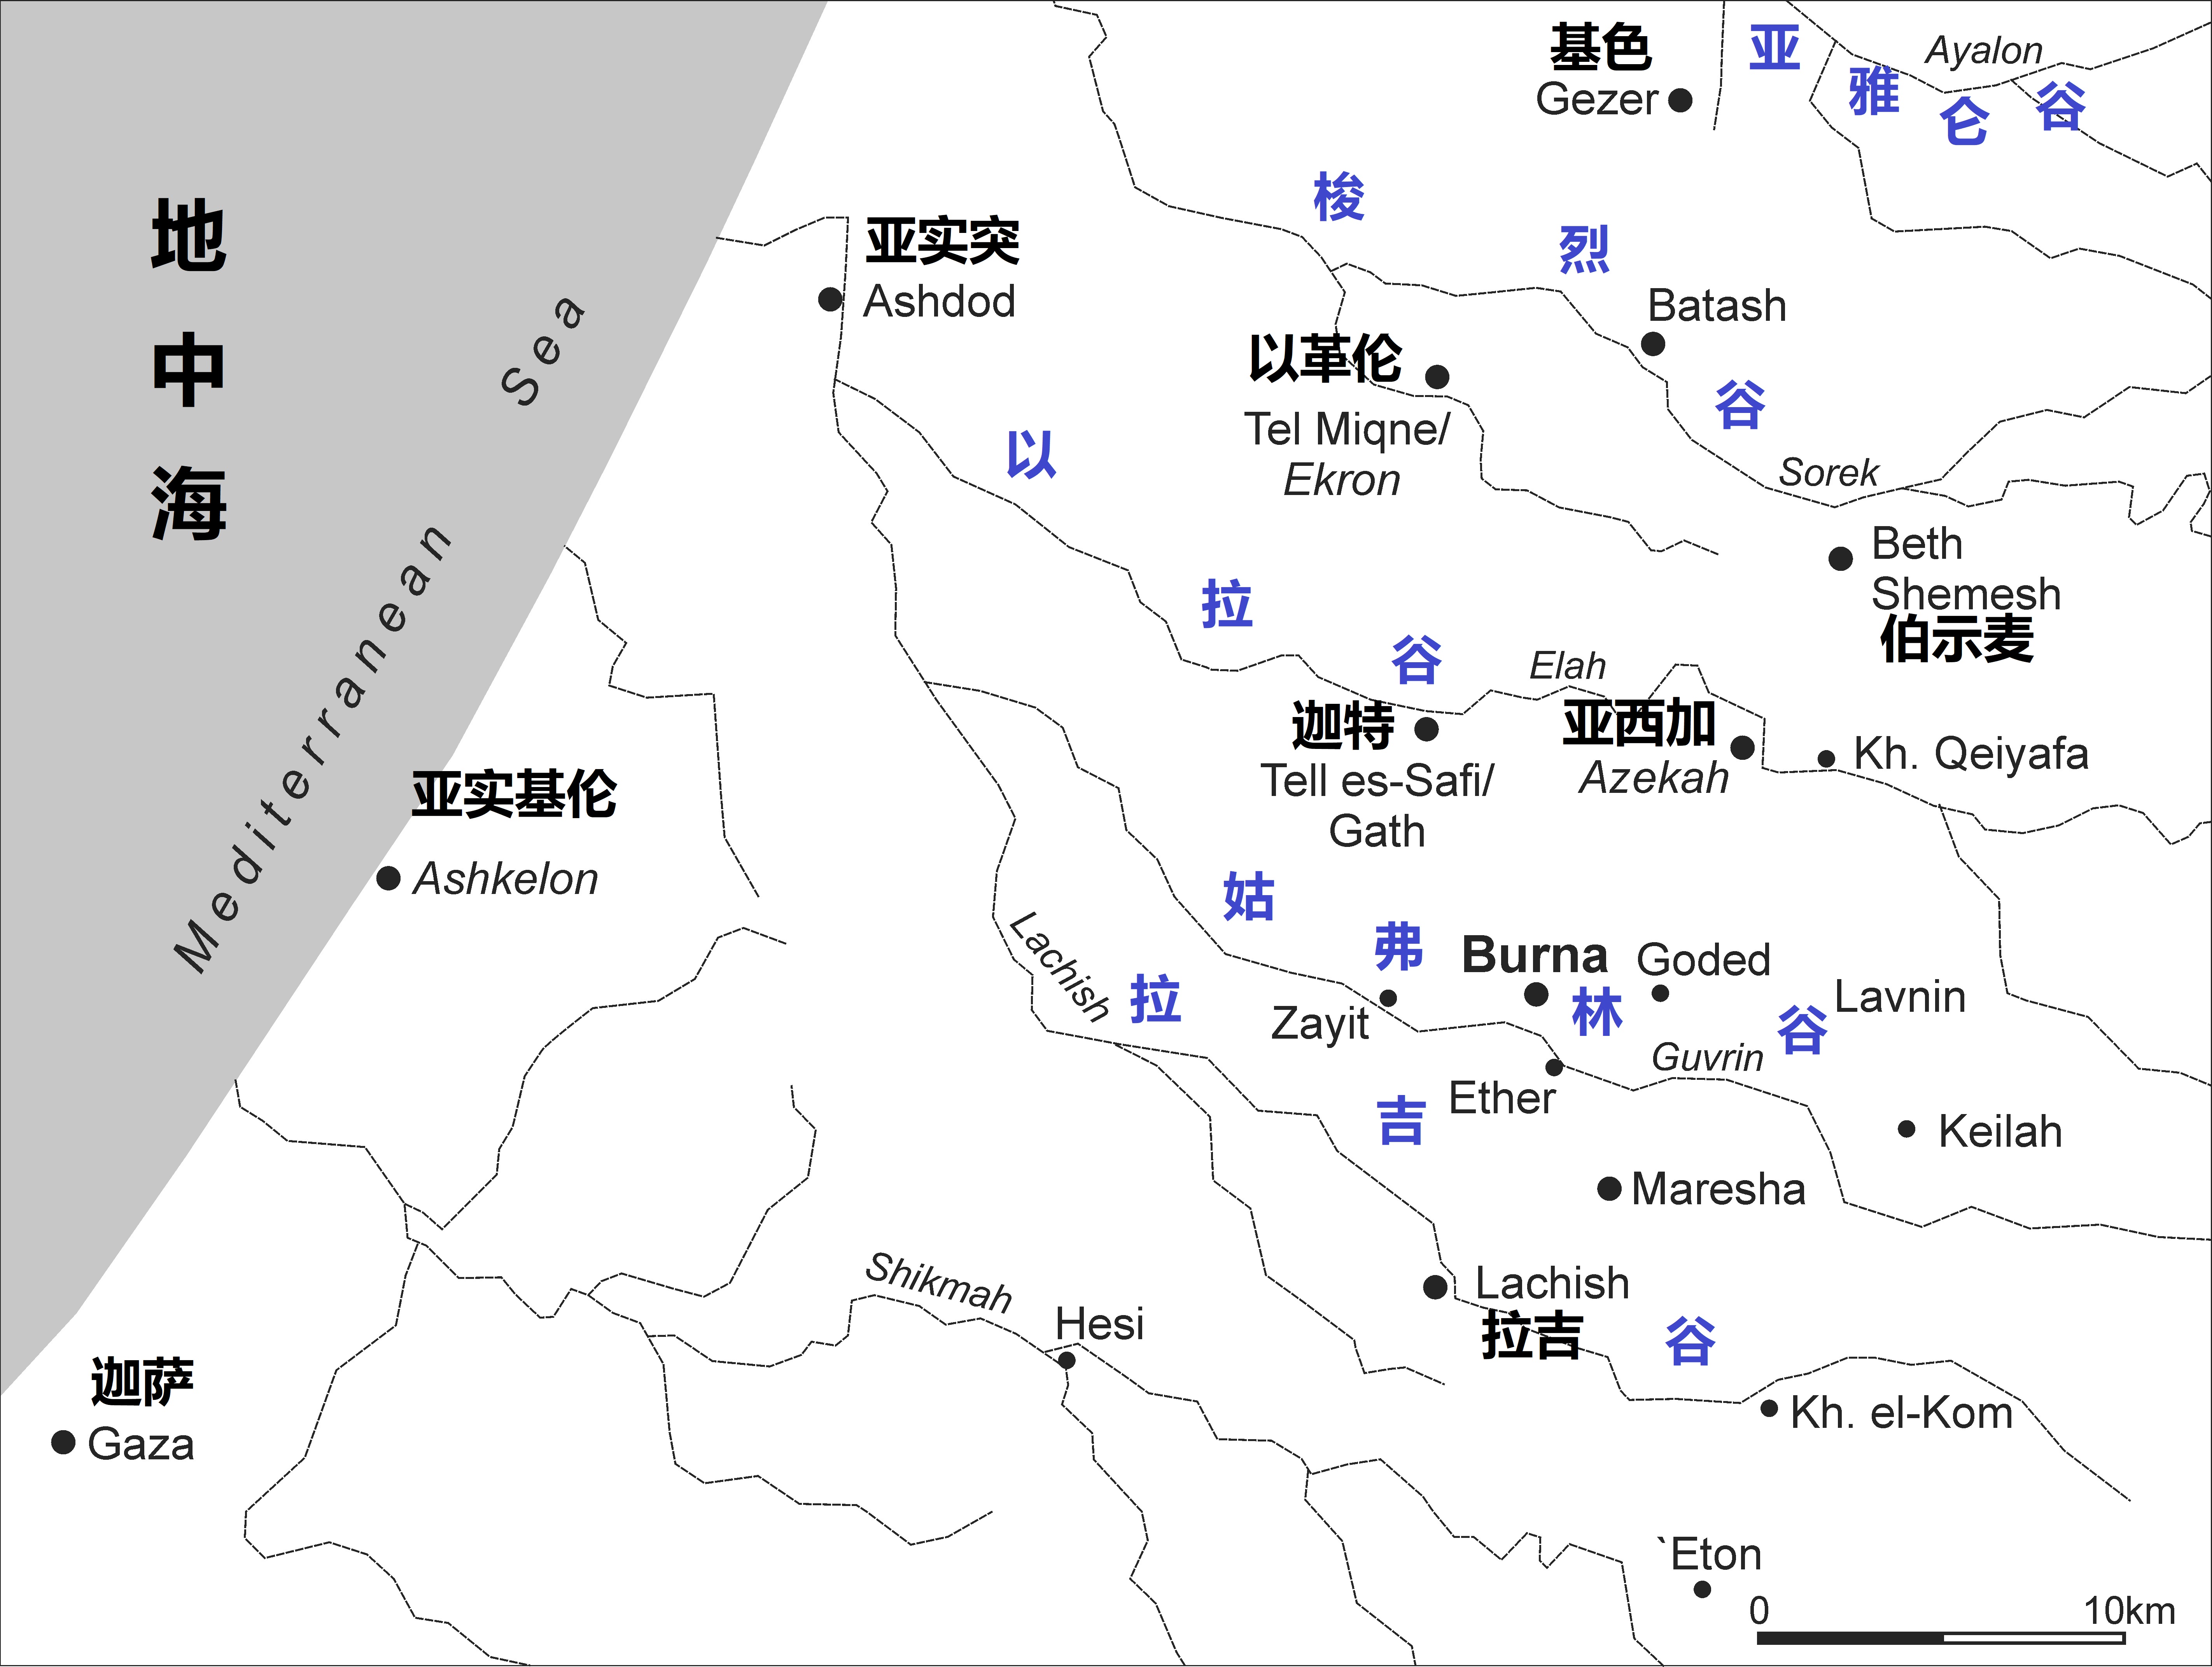 地中海
Mediterranean Sea
基色
Gezer
亚雅仑谷
Ayalon
梭烈谷
Sorek
亚实突
Ashdod
Batash
以革伦
Tel Miqne/
Ekron
Beth
Shemesh
伯示麦
以拉谷
Elah
迦特
Tell es-Safi/
Gath
亚西加
Azekah
Kh. Qeiyafa
亚实基伦
Ashkelon
姑弗林谷
Guvrin
Burna
Goded
Lavnin
Zayit
Ether
Lachish
拉吉谷
Keilah
Maresha
Lachish
拉吉
Shikmah
Hesi
迦萨
Gaza
Kh. el-Kom
`Eton
0 10km